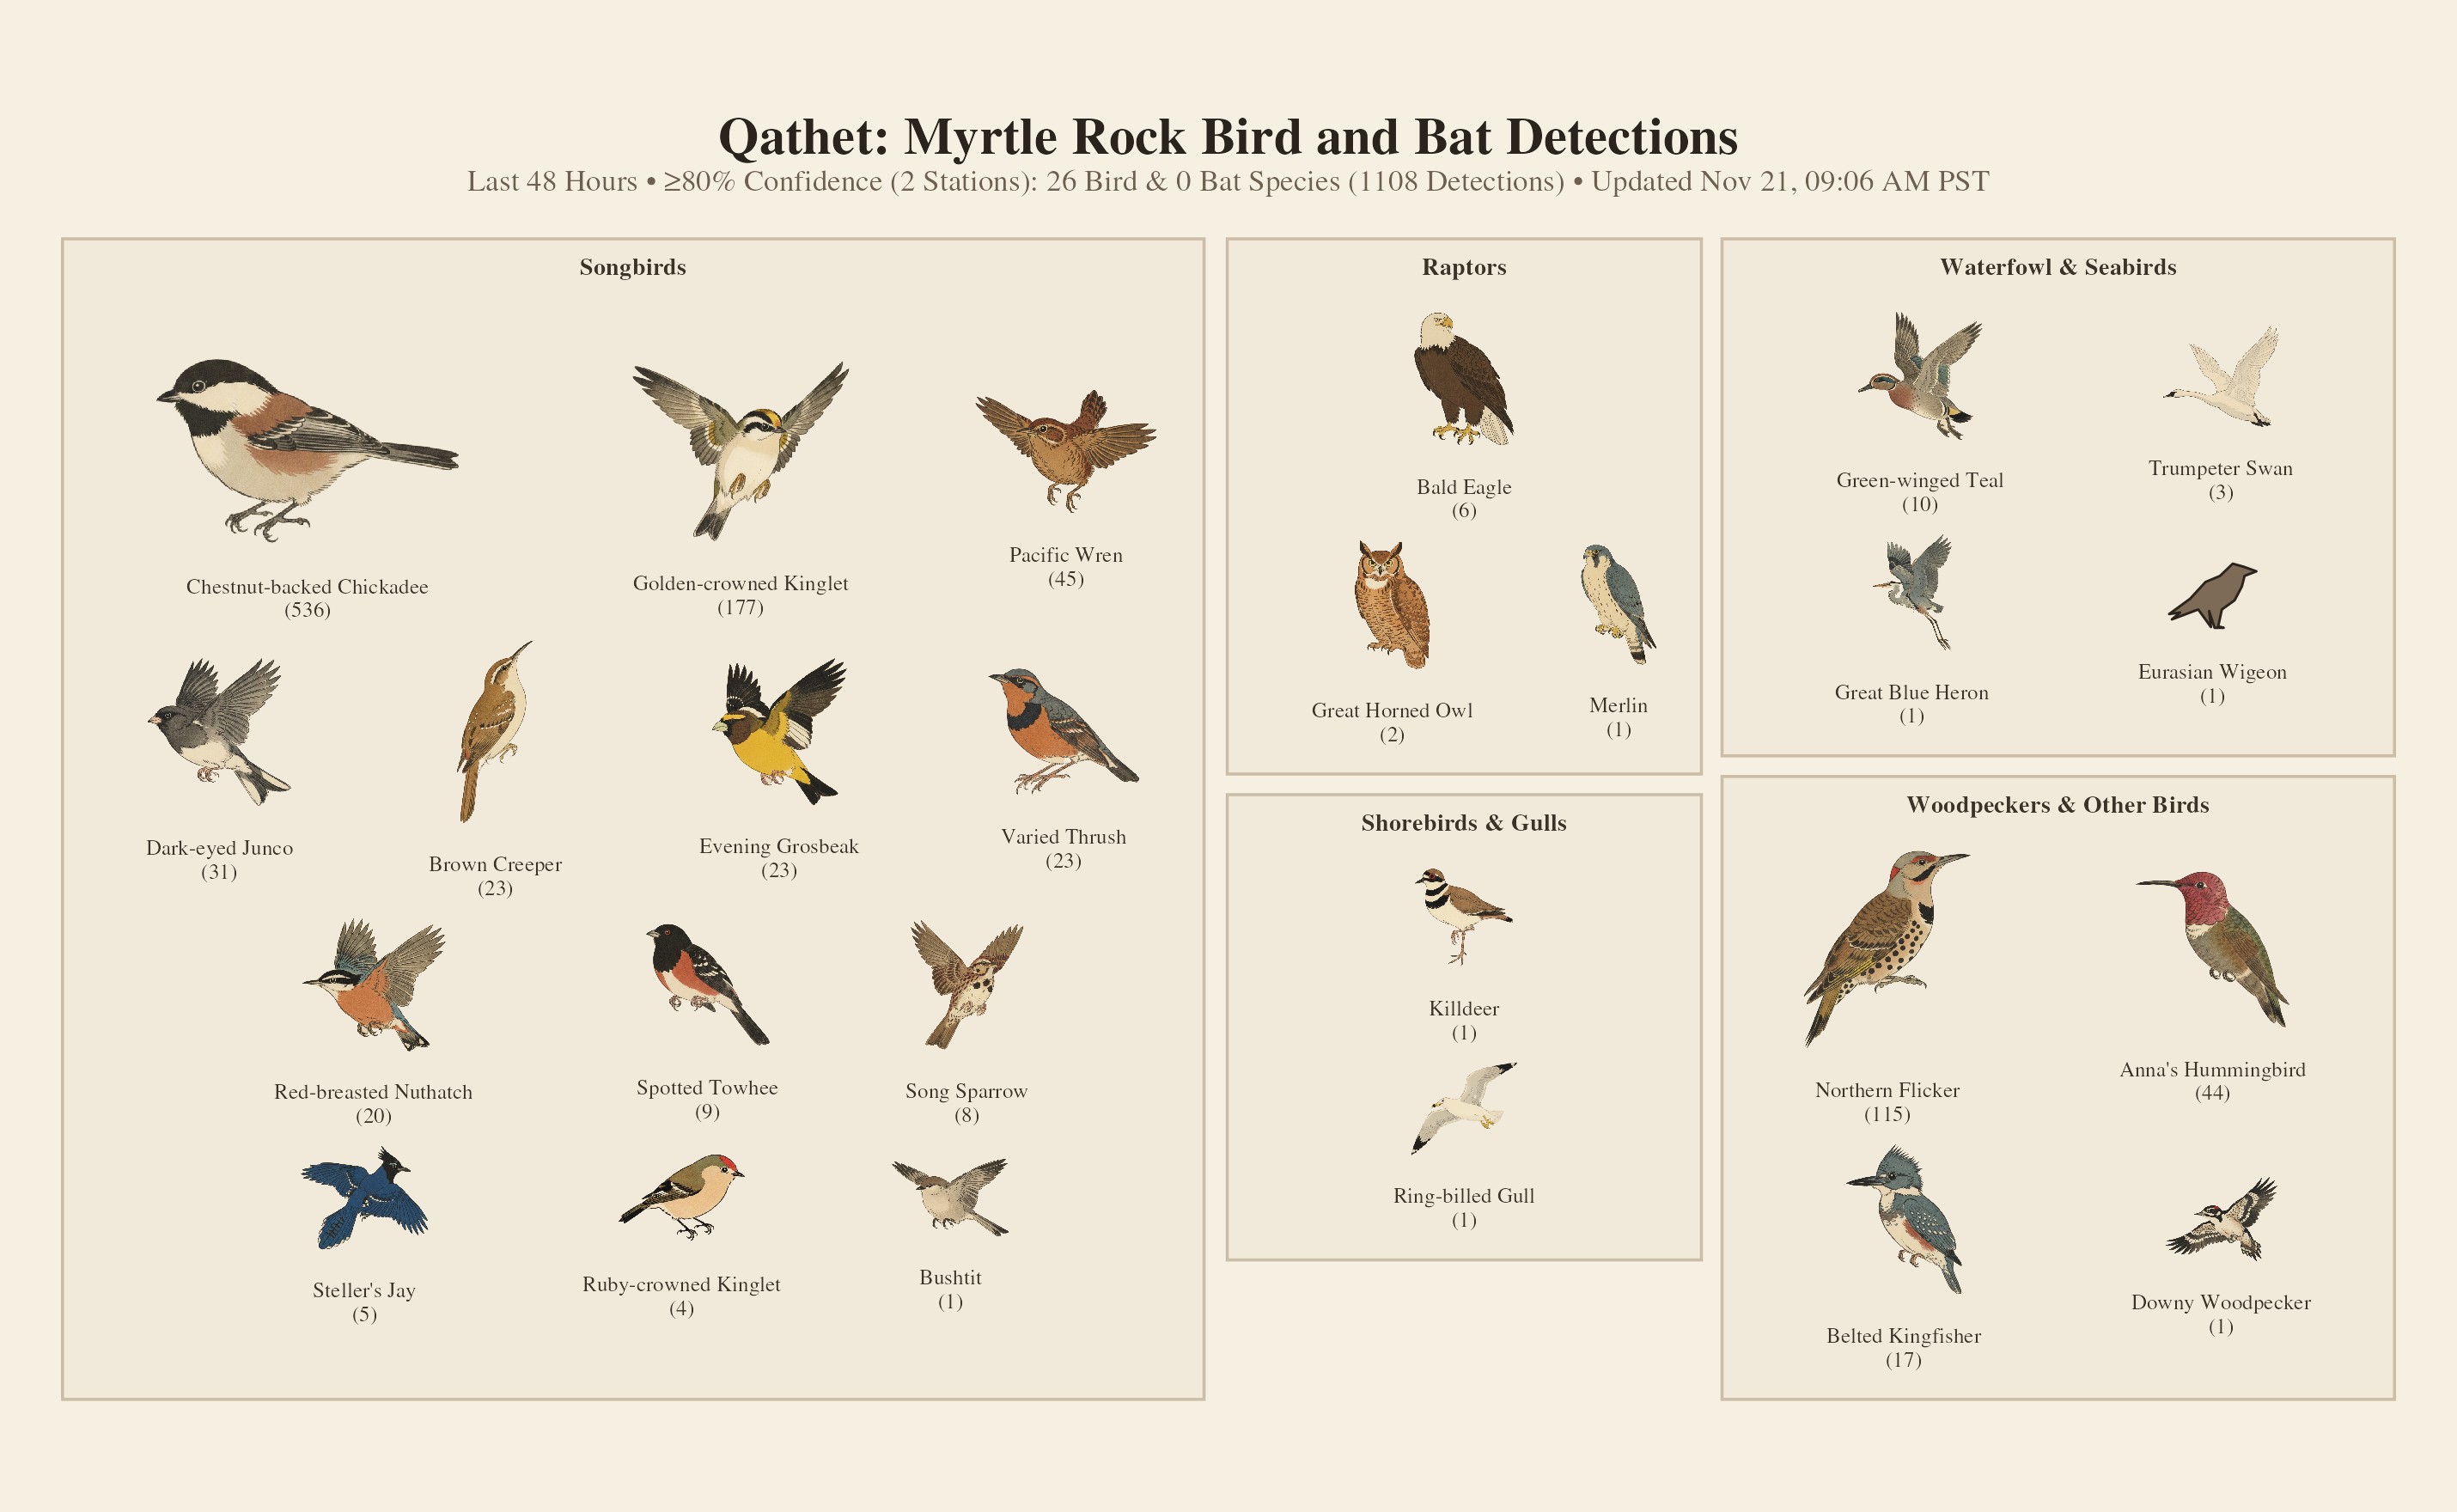 Qathet: Myrtle Rock Bird and Bat Detections
Last 48 Hours • ≥80% Confidence (2 Stations): 26 Bird & 0 Bat Species (1108 Detections) • Updated Nov 21, 09:06 AM PST
Songbirds
Chestnut-backed Chickadee
(536)
Golden-crowned Kinglet
(177)
Pacific Wren
(45)
Dark-eyed Junco
(31)
Brown Creeper
(23)
Evening Grosbeak
(23)
Varied Thrush
(23)
Red-breasted Nuthatch
(20)
Spotted Towhee
(9)
Song Sparrow
(8)
Steller's Jay
(5)
Ruby-crowned Kinglet
(4)
Bushtit
(1)
Raptors
Bald Eagle
(6)
Great Horned Owl
(2)
Merlin
(1)
Shorebirds & Gulls
Killdeer
(1)
Ring-billed Gull
(1)
Waterfowl & Seabirds
Green-winged Teal
(10)
Trumpeter Swan
(3)
Great Blue Heron
(1)
Eurasian Wigeon
(1)
Woodpeckers & Other Birds
Northern Flicker
(115)
Anna's Hummingbird
(44)
Belted Kingfisher
(17)
Downy Woodpecker
(1)